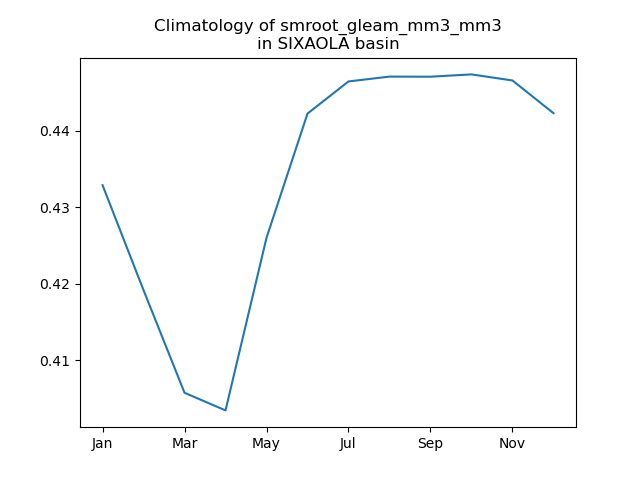 Climatology of smroot_gleam_mm3_mm3
in SIXAOLA basin
0.44
0.43
0.42
0.41
Jan Mar May Jul Sep Nov